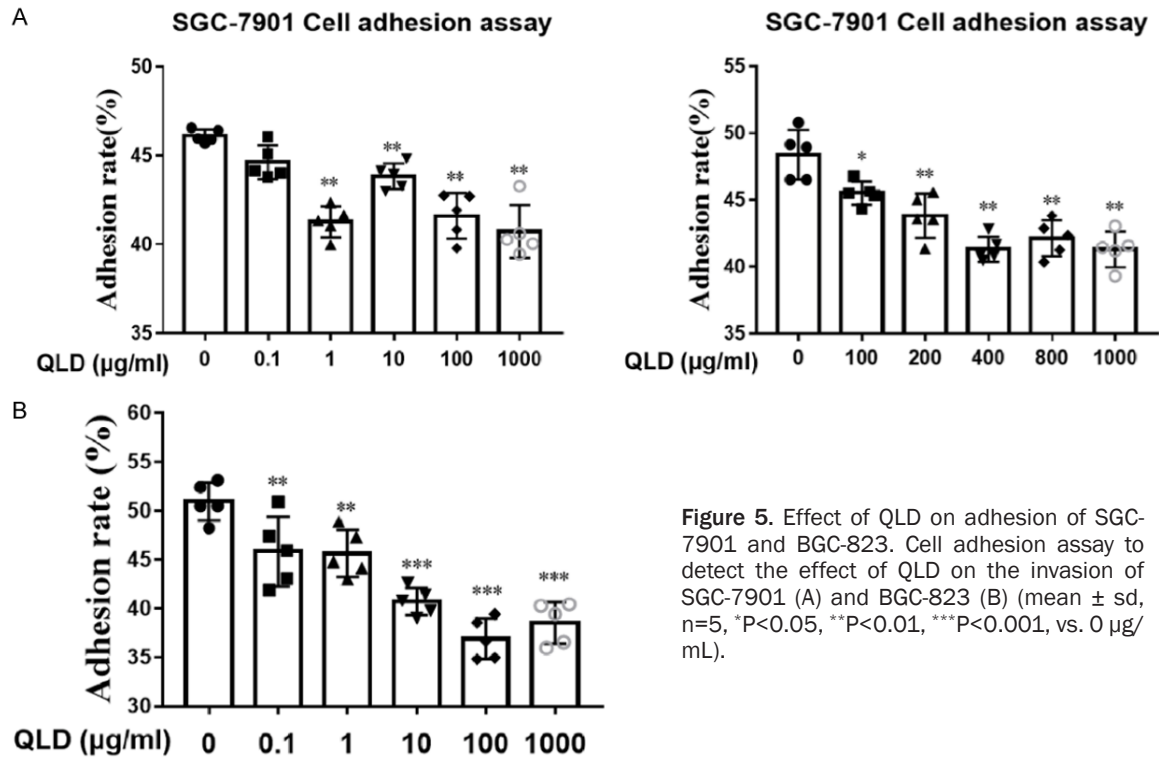 A
SGC-7901 Cell adhesion assay
Adhesion rate(%)
50
45
40
35
**
**
**
**
QLD (µg/ml)
0 0.1 1 10 100 1000
SGC-7901 Cell adhesion assay
Adhesion rate(%)
55
50
45
40
35
*
**
**
**
**
QLD (µg/ml)
0 100 200 400 800 1000
B
Adhesion rate (%)
60
55
50
45
40
35
30
**
**
***
***
***
QLD (µg/ml)
0 0.1 1 10 100 1000
Figure 5. Effect of QLD on adhesion of SGC-
7901 and BGC-823. Cell adhesion assay to
detect the effect of QLD on the invasion of
SGC-7901 (A) and BGC-823 (B) (mean ± sd,
n=5, *P<0.05, **P<0.01, ***P<0.001, vs. 0 µg/
mL).